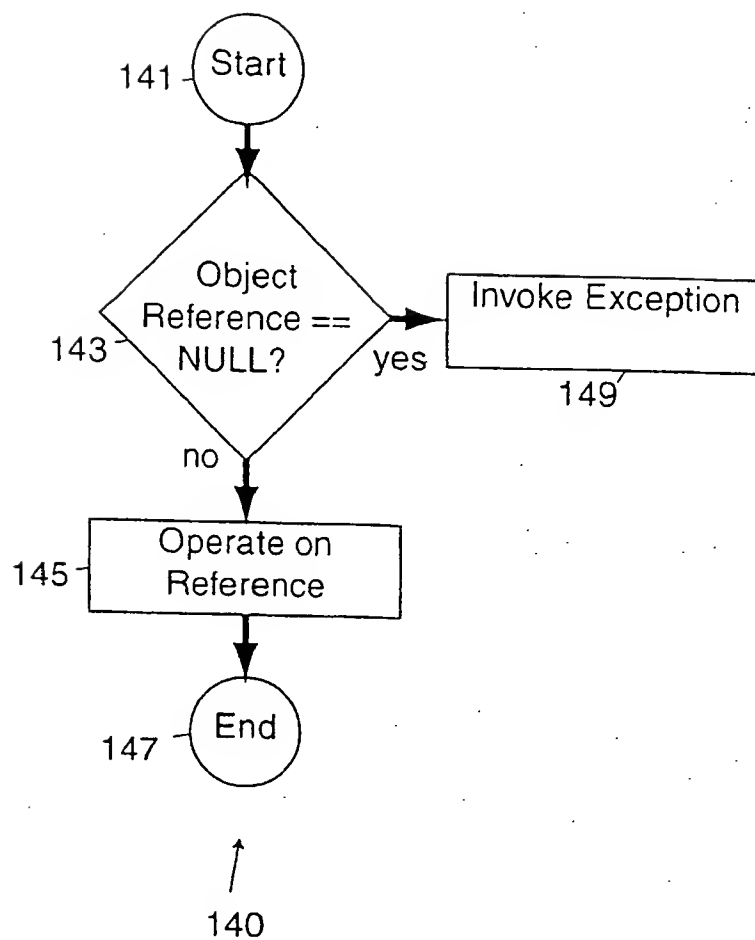 Start
141
Object
Reference ==
NULL?
143
yes
Invoke Exception
149
no
Operate on
Reference
145
End
147
140